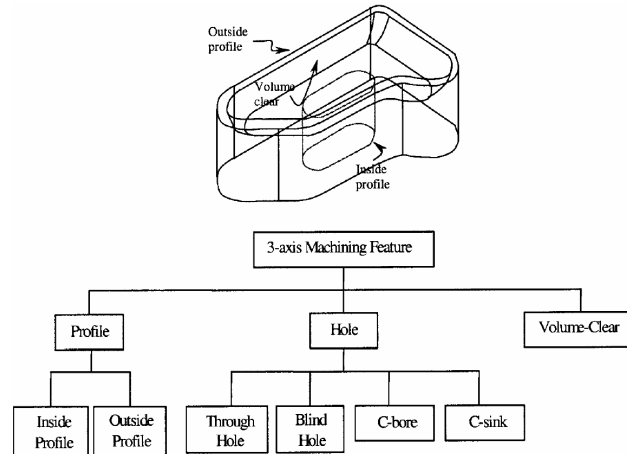 Outside
profile
Volume
clear
Inside
profile
3-axis Machining Feature
Profile
Hole
Volume-Clear
Inside
Profile
Outside
Profile
Through
Hole
Blind
Hole
C-bore
C-sink